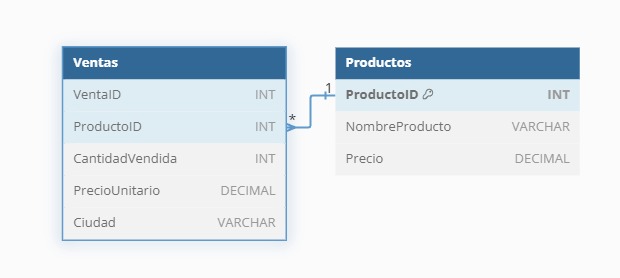 Ventas
VentaID INT
ProductoID INT
CantidadVendida INT
PrecioUnitario DECIMAL
Ciudad VARCHAR
*
1
Productos
ProductoID INT
NombreProducto VARCHAR
Precio DECIMAL